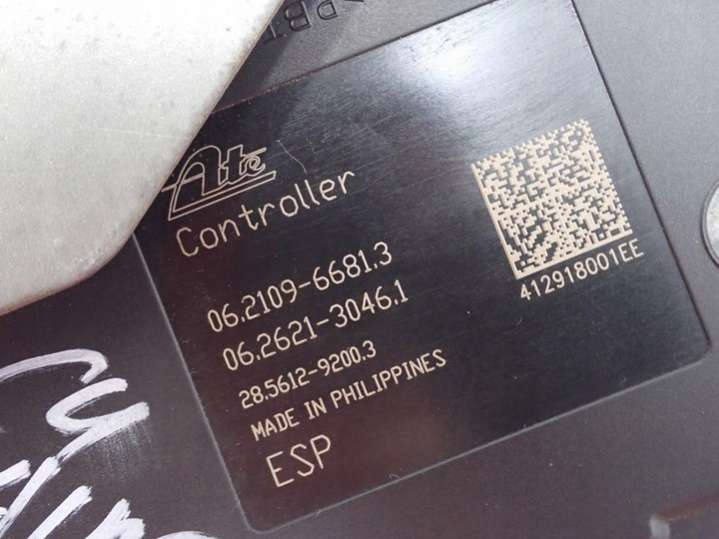 Ate
Controller
06.2109-6681.3
06.2621-3046.1
28.5612-9200.3
MADE IN PHILIPPINES
ESP
412918001EE